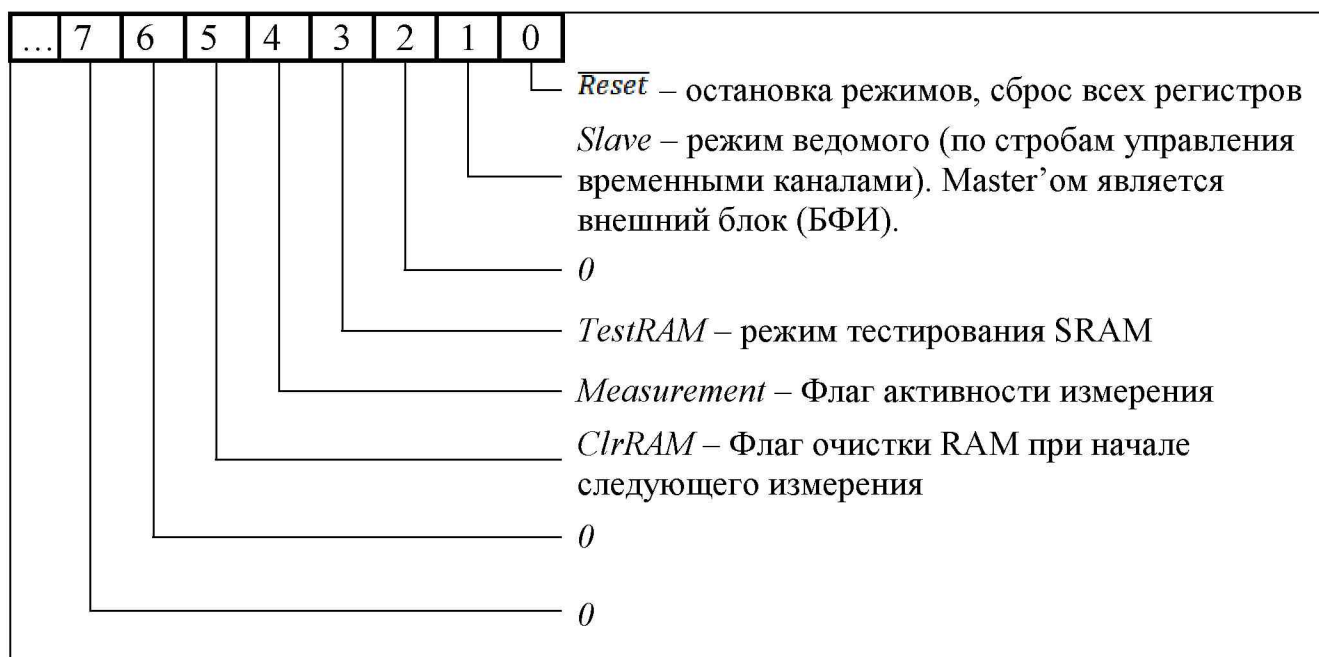 ... 7 6 5 4 3 2 1 0
Reset – остановка режимов, сброс всех регистров
Slave – режим ведомого (по стробам управления
временными каналами). Master’ом является
внешний блок (БФИ).
0
TestRAM – режим тестирования SRAM
Measurement – Флаг активности измерения
ClrRAM – Флаг очистки RAM при начале
следующего измерения
0
0